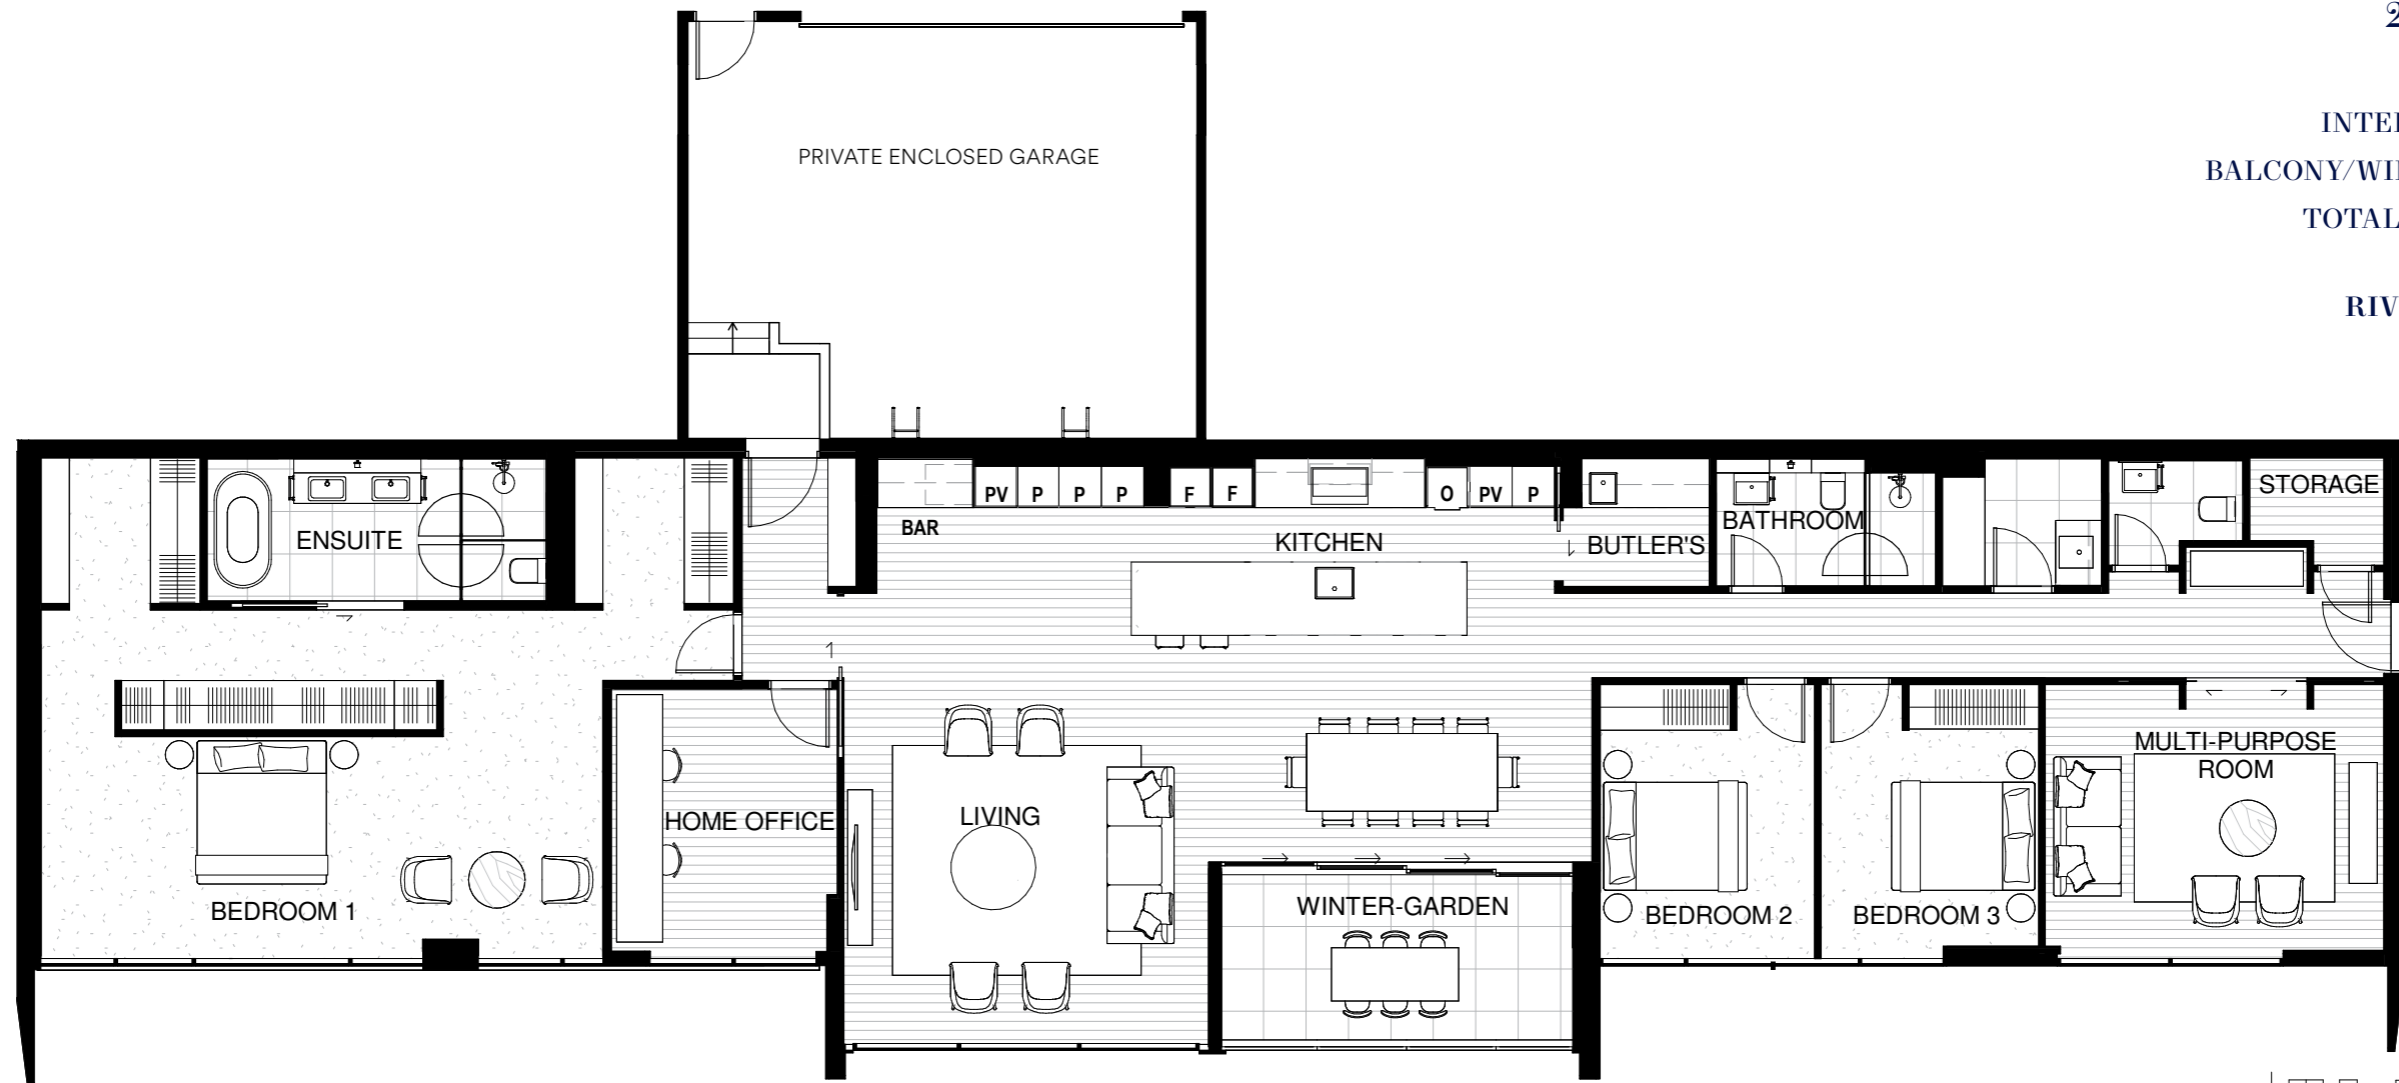 2
INTE
BALCONY/WI
TOTAL
RIV
PRIVATE ENCLOSED GARAGE
PV P P P F F O PV P
BAR
ENSUITE
KITCHEN
BUTLER'S
BATHROOM
STORAGE
HOME OFFICE
LIVING
MULTI-PURPOSE
ROOM
WINTER-GARDEN
BEDROOM 1
BEDROOM 2
BEDROOM 3